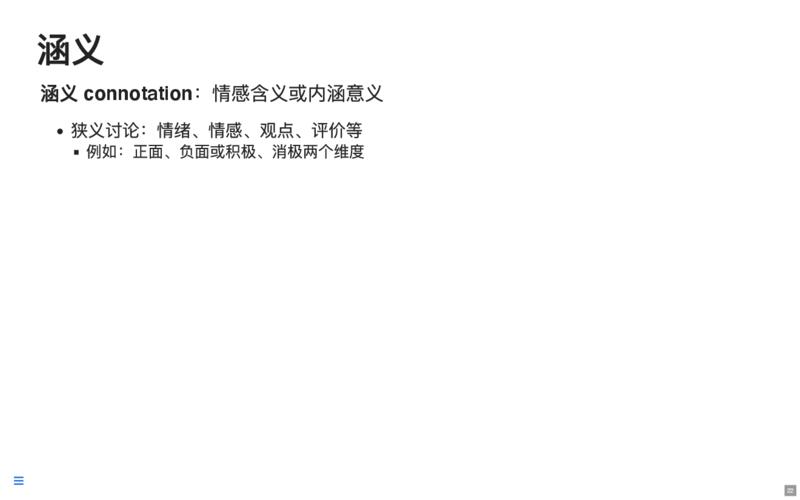 涵义
涵义 connotation：情感含义或内涵意义
• 狭义讨论：情绪、情感、观点、评价等
▪ 例如：正面、负面或积极、消极两个维度
22